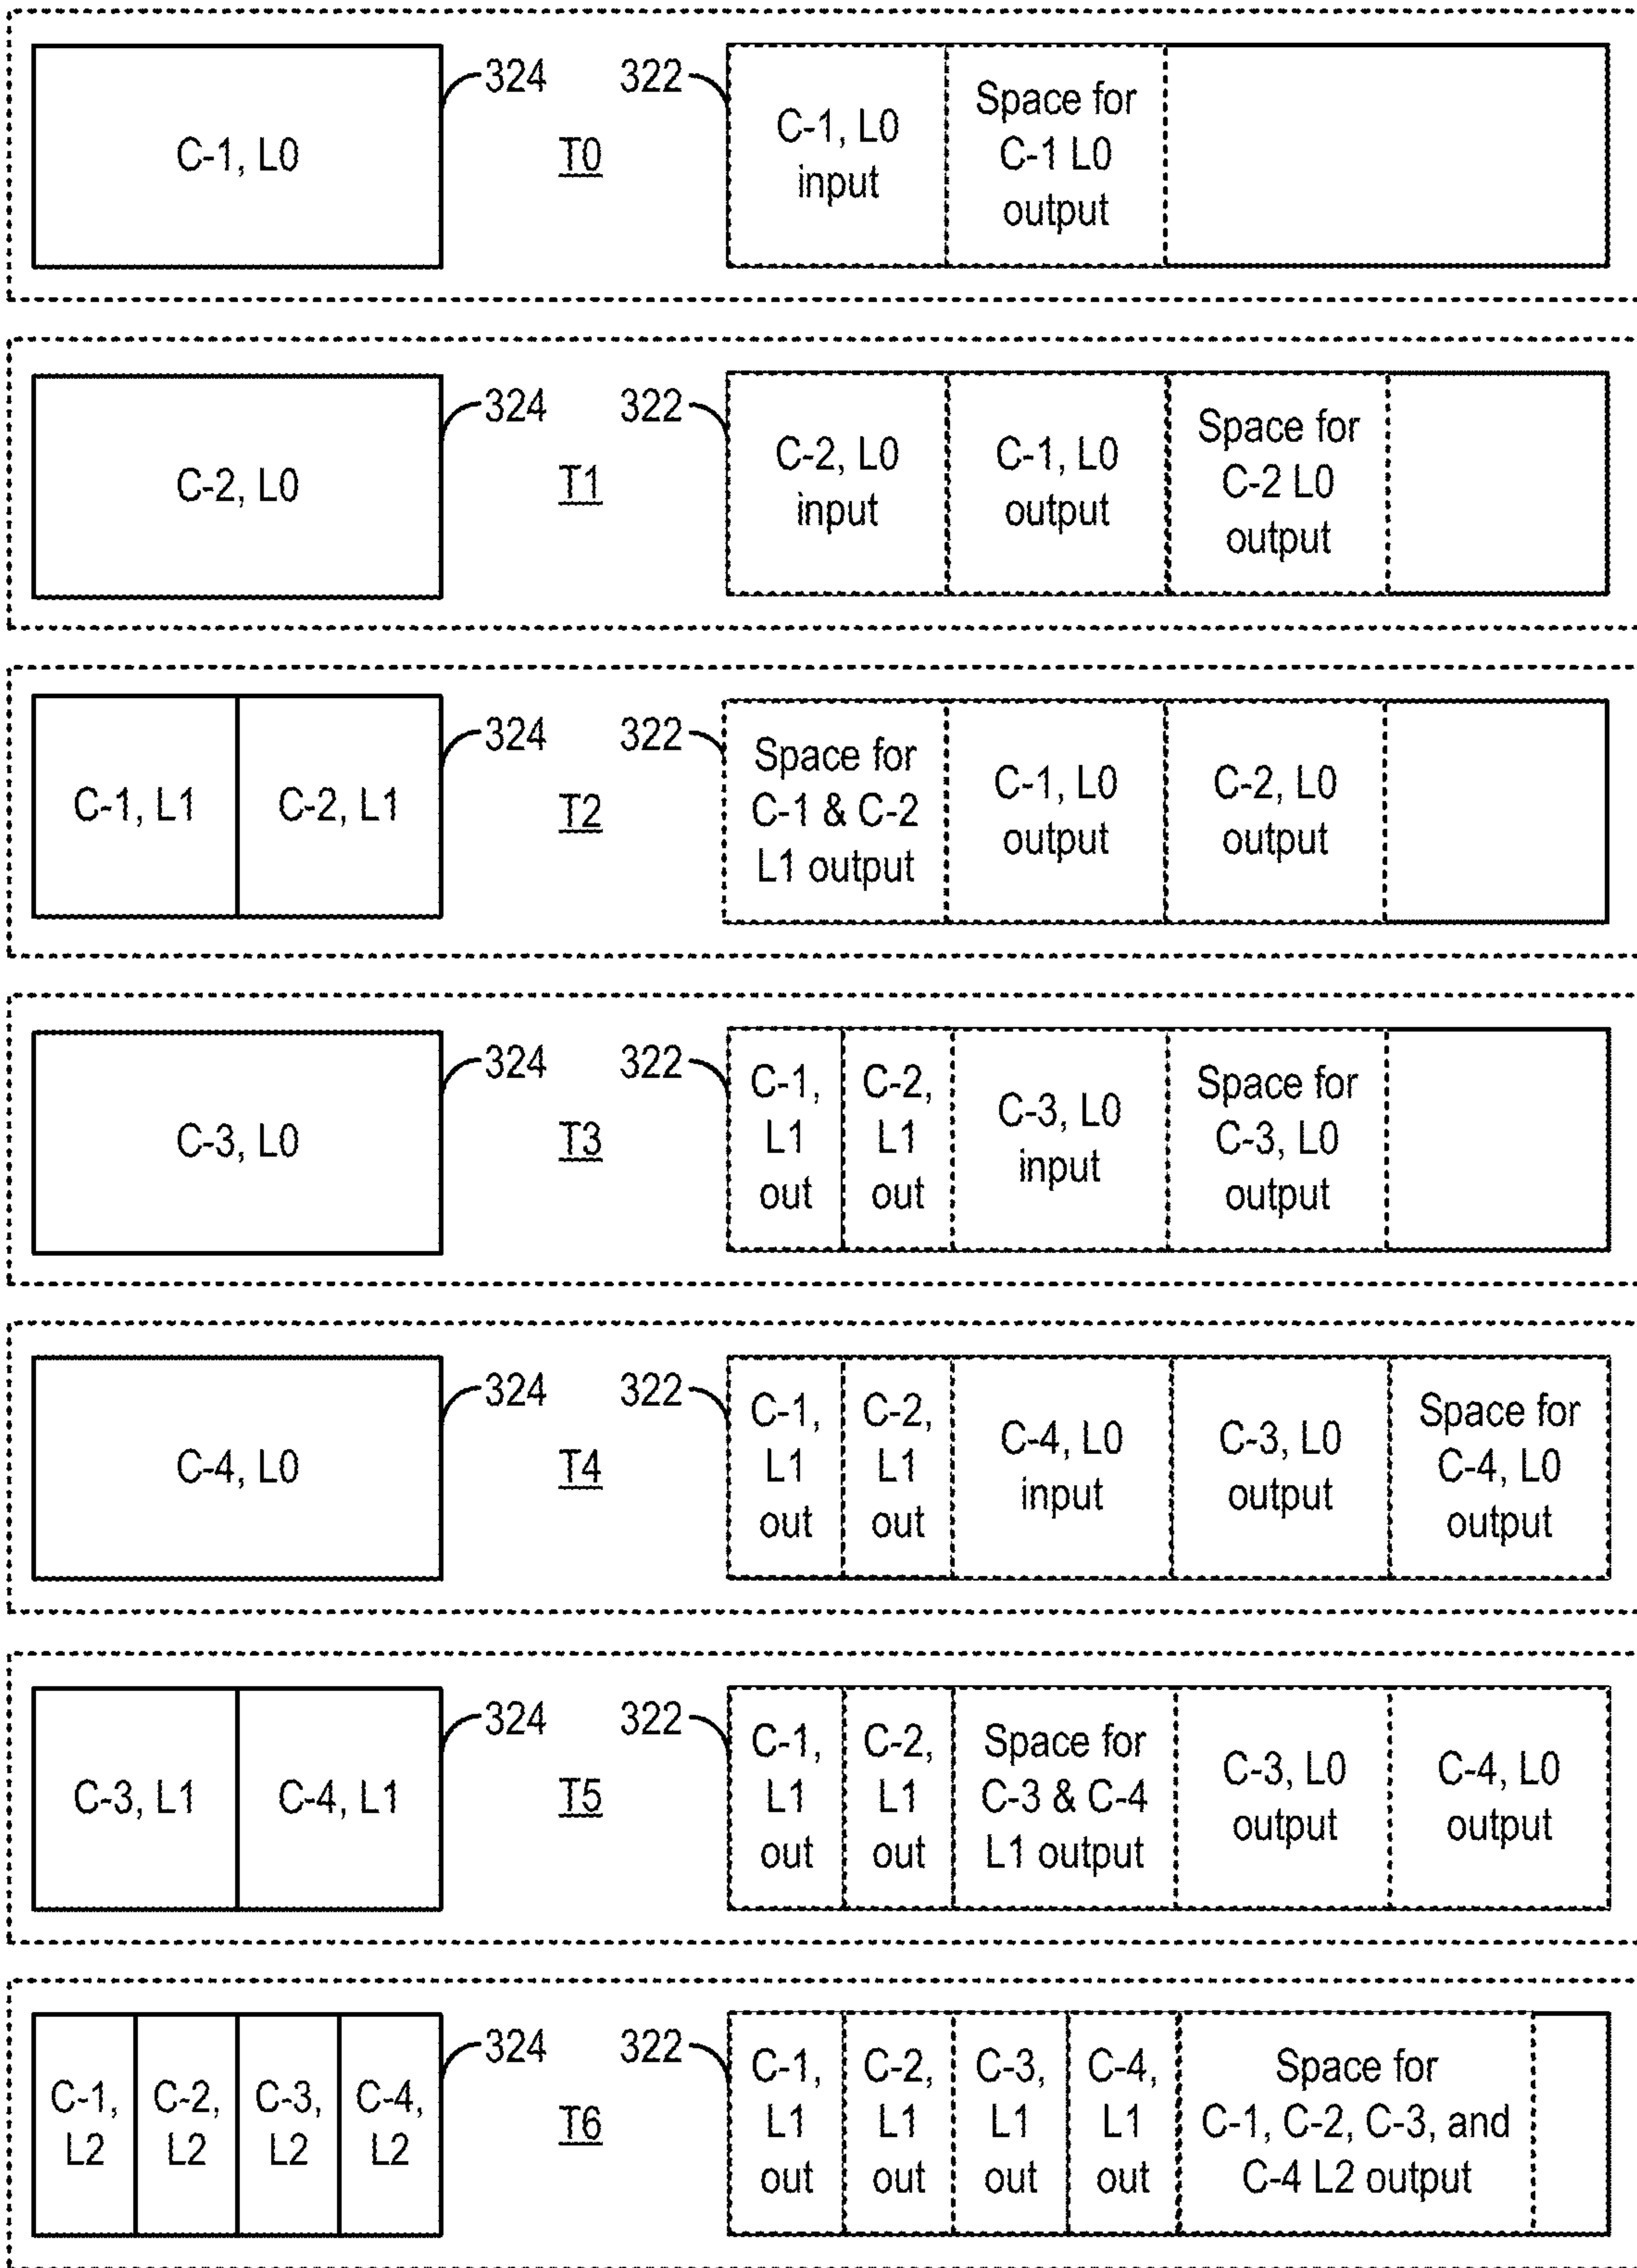 C-1, L0
324
T0
322
C-1, L0
input
Space for
C-1 L0
output
C-2, L0
324
T1
322
C-2, L0
input
C-1, L0
output
Space for
C-2 L0
output
C-1, L1
C-2, L1
324
T2
322
Space for
C-1 & C-2
L1 output
C-1, L0
output
C-2, L0
output
C-3, L0
324
T3
322
C-1,
L1
out
C-2,
L1
out
C-3, L0
input
Space for
C-3, L0
output
C-4, L0
324
T4
322
C-1,
L1
out
C-2,
L1
out
C-4, L0
input
C-3, L0
output
Space for
C-4, L0
output
C-3, L1
C-4, L1
324
T5
322
C-1,
L1
out
C-2,
L1
out
Space for
C-3 & C-4
L1 output
C-3, L0
output
C-4, L0
output
C-1,
L2
C-2,
L2
C-3,
L2
C-4,
L2
324
T6
322
C-1,
L1
out
C-2,
L1
out
C-3,
L1
out
C-4,
L1
out
Space for
C-1, C-2, C-3, and
C-4 L2 output